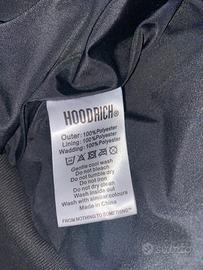 HOODRICH®
Outer: 100%Polyester
Lining: 100%Polyester
Wadding: 100%Polyester
Gentle cool wash
Do not bleach
Do not tumble dry
Do not iron
Do not dry clean
Wash inside out
Wash with similar colours
Made in China
FROM NOTHING TO SOMETHING™
subito